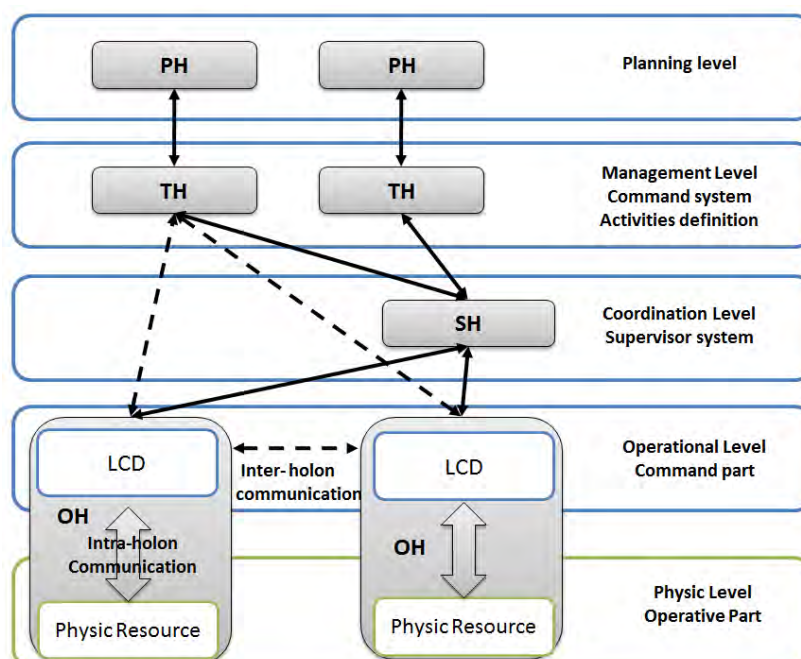 PH
PH
Planning level
TH
TH
Management Level
Command system
Activities definition
SH
Coordination Level
Supervisor system
LCD
LCD
Inter-holon
communication
Operational Level
Command part
OH
Intra-holon
Communication
OH
Physic Resource
Physic Resource
Physic Level
Operative Part